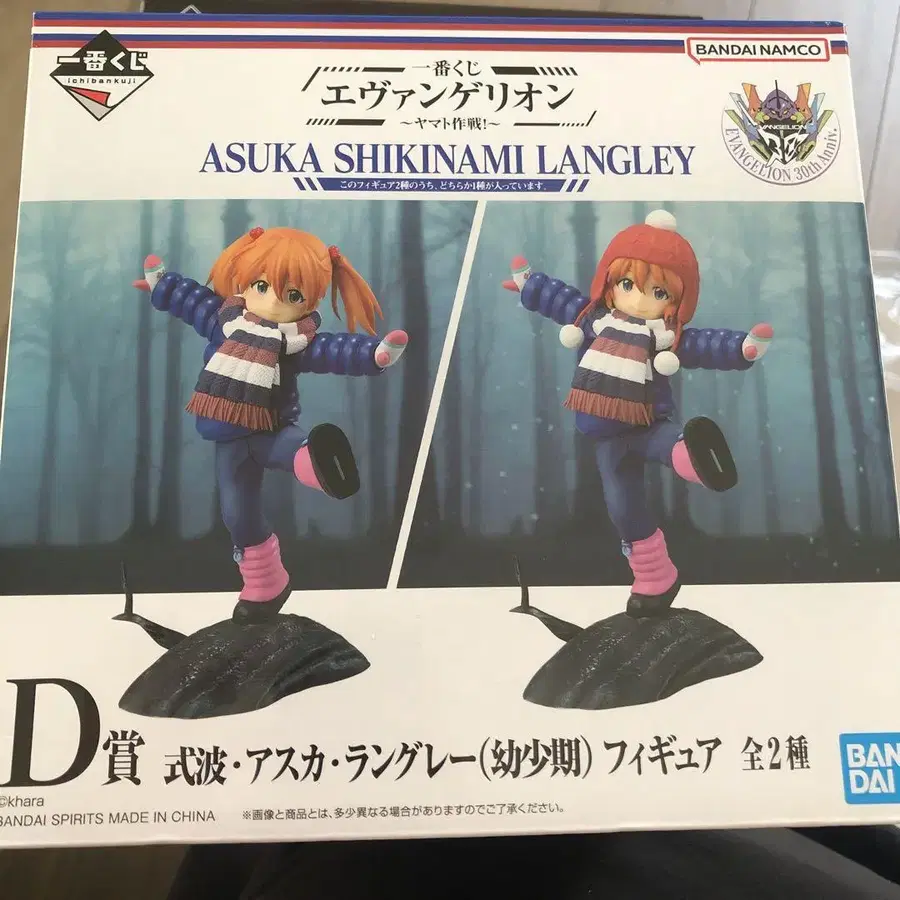 一番くじ
ichibankuji
BANDAI NAMCO
一番くじ
エヴァンゲリオン
~ヤマト作戦!~
EVANGELION
EVANGELION 30th Anniv.
ASUKA SHIKINAMI LANGLEY
このフィギュア2種のうち、どちらか1種が入っています。
D賞 式波・アスカ・ラングレー(幼少期) フィギュア 全2種
BAN
DAI
©khara
BANDAI SPIRITS MADE IN CHINA
※画像と商品とは、多少異なる場合がありますのでご了承ください。